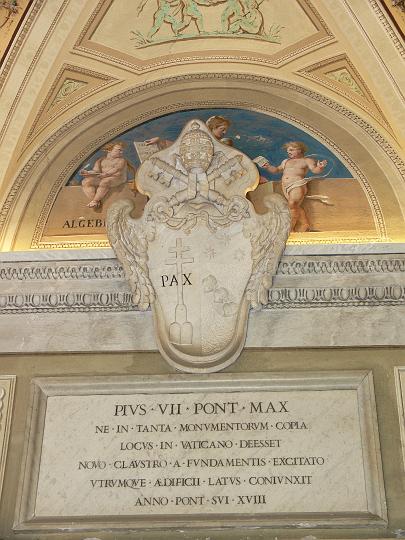 ALGEB
PAX
PIVS · VII · PONT · MAX
NE · IN · TANTA · MONVMENTORVM · COPIA
LOCVS · IN · VATICANO · DEESSET
NOVO · CLAVSTRO · A · FVNDAMENTIS · EXCITATO
VTRVMQVE · ÆDIFICII · LATVS · CONIVNXIT
ANNO · PONT · SVI · XVIII